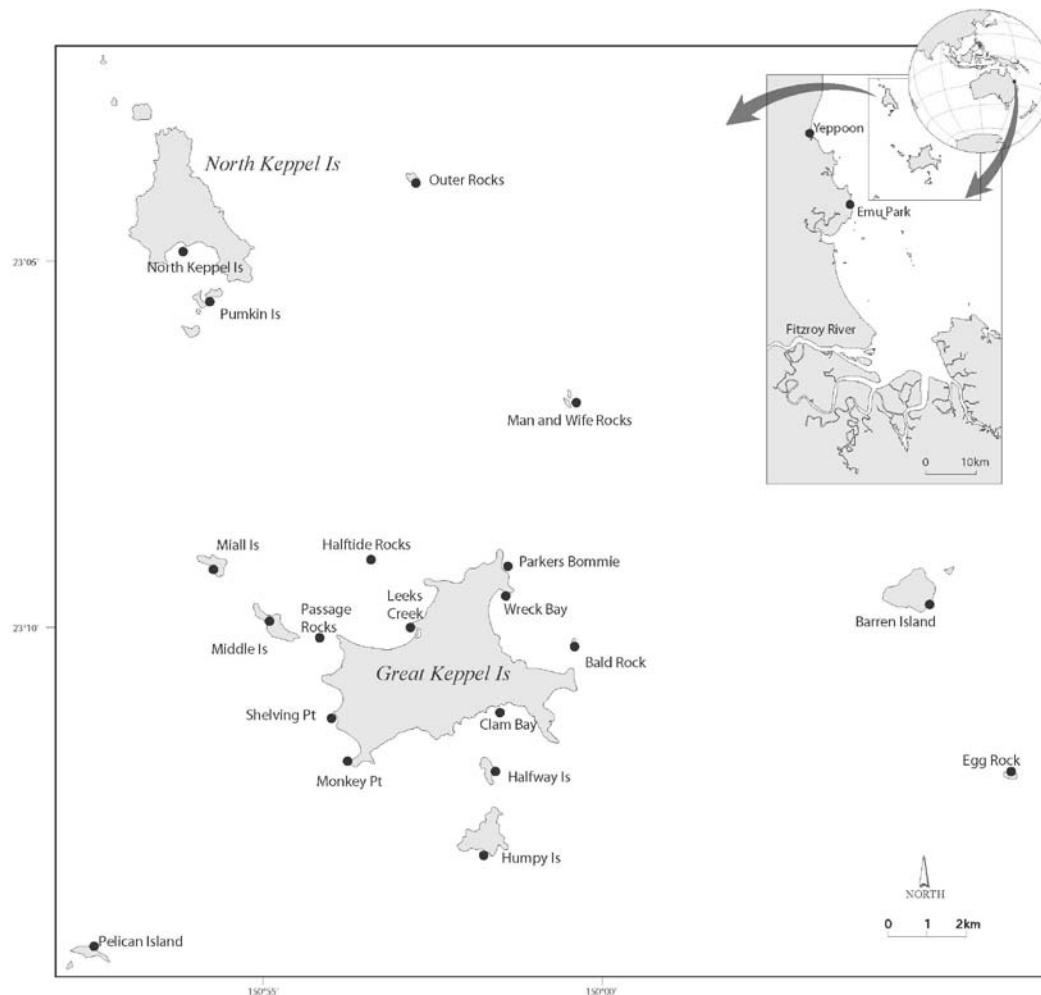 North Keppel Is
Outer Rocks
Yeppoon
Emu Park
23°05'
North Keppel Is
Pumkin Is
Fitzroy River
Man and Wife Rocks
0 10km
Miall Is
Halftide Rocks
Parkers Bommie
Leeks
Creek
Passage
Rocks
Wreck Bay
Barren Island
23°10'
Middle Is
Great Keppel Is
Bald Rock
Shelving Pt
Clam Bay
Monkey Pt
Halfway Is
Egg Rock
Humpy Is
NORTH
0 1 2km
Pelican Island
150°55'
150°00'